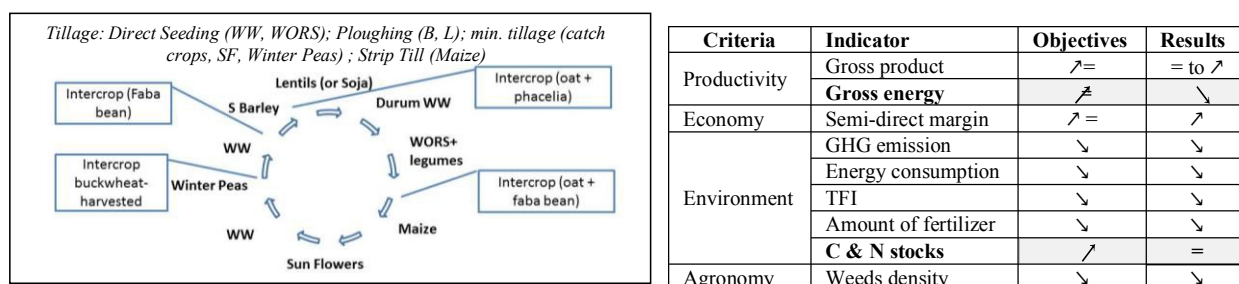 Tillage: Direct Seeding (WW, WORS); Ploughing (B, L); min. tillage (catch
crops, SF, Winter Peas) ; Strip Till (Maize)
Lentils (or Soja)
Intercrop (oat +
phacelia)
Intercrop (Faba
bean)
S Barley
Durum WW
WW
WORS+
legumes
Intercrop
buckwheat-
harvested
Winter Peas
Intercrop (oat +
faba bean)
WW
Maize
Sun Flowers
Criteria Indicator Objectives Results
Productivity Gross product ↗= = to ↗
Gross energy ↗= ↘
Economy Semi-direct margin ↗ = ↗
Environment GHG emission ↘ ↘
Energy consumption ↘ ↘
TFI ↘ ↘
Amount of fertilizer ↘ ↘
C & N stocks ↗ =
Agronomy Weeds density ↘ ↘